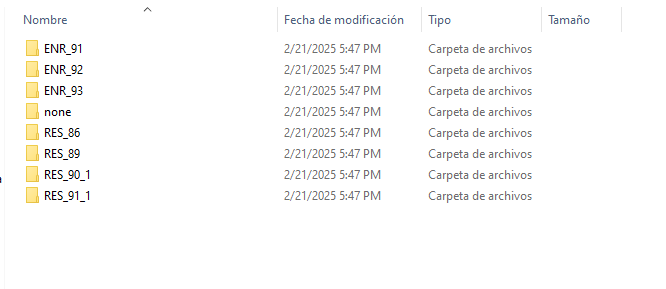 Nombre Fecha de modificación Tipo Tamaño
ENR_91 2/21/2025 5:47 PM Carpeta de archivos
ENR_92 2/21/2025 5:47 PM Carpeta de archivos
ENR_93 2/21/2025 5:47 PM Carpeta de archivos
none 2/21/2025 5:47 PM Carpeta de archivos
RES_86 2/21/2025 5:47 PM Carpeta de archivos
RES_89 2/21/2025 5:47 PM Carpeta de archivos
RES_90_1 2/21/2025 5:47 PM Carpeta de archivos
RES_91_1 2/21/2025 5:47 PM Carpeta de archivos